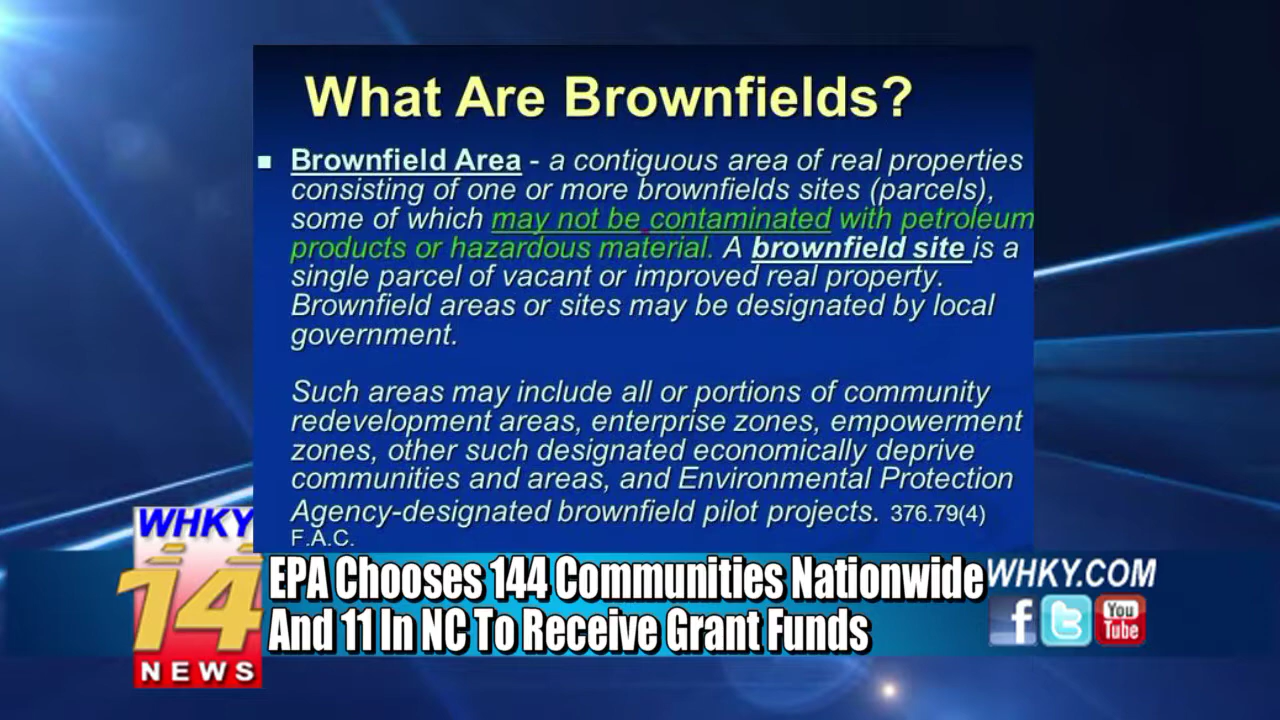 What Are Brownfields?
Brownfield Area - a contiguous area of real properties
consisting of one or more brownfields sites (parcels),
some of which may not be contaminated with petroleum
products or hazardous material. A brownfield site is a
single parcel of vacant or improved real property.
Brownfield areas or sites may be designated by local
government.
Such areas may include all or portions of community
redevelopment areas, enterprise zones, empowerment
zones, other such designated economically deprive
communities and areas, and Environmental Protection
Agency-designated brownfield pilot projects. 376.79(4)
F.A.C.
WHKY
14
NEWS
EPA Chooses 144 Communities Nationwide
And 11 In NC To Receive Grant Funds
WHKY.COM
f
t
You
Tube